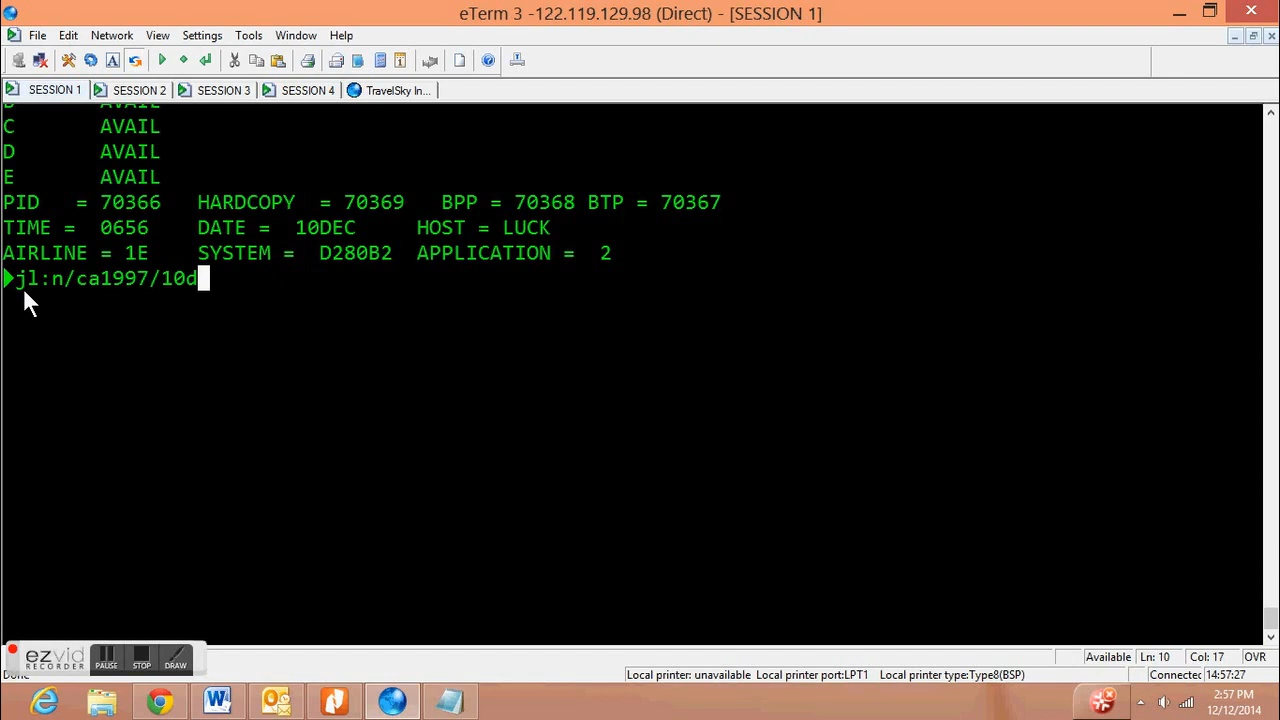 eTerm 3 -122.119.129.98 (Direct) - [SESSION 1]
File Edit Network View Settings Tools Window Help
SESSION 1 SESSION 2 SESSION 3 SESSION 4 TravelSky In...
AVAIL
C AVAIL
D AVAIL
E AVAIL
PID = 70366 HARDCOPY = 70369 BPP = 70368 BTP = 70367
TIME = 0656 DATE = 10DEC HOST = LUCK
AIRLINE = 1E SYSTEM = D280B2 APPLICATION = 2
jl:n/ca1997/10d
ezvid
RECORDER
PAUSE STOP DRAW
Available Ln: 10 Col: 17 OVR
Local printer: unavailable Local printer port:LPT1 Local printer type:Type8(BSP) Connected 14:57:27
2:57 PM
12/12/2014